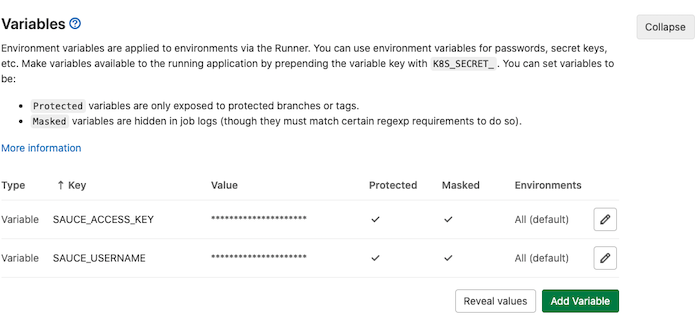 Variables
Collapse
Environment variables are applied to environments via the Runner. You can use environment variables for passwords, secret keys,
etc. Make variables available to the running application by prepending the variable key with K8S_SECRET_ . You can set variables to
be:
• Protected variables are only exposed to protected branches or tags.
• Masked variables are hidden in job logs (though they must match certain regexp requirements to do so).
More information
Type ↑ Key Value Protected Masked Environments
Variable SAUCE_ACCESS_KEY ********************* ✓ ✓ All (default)
Variable SAUCE_USERNAME ********************* ✓ ✓ All (default)
Reveal values Add Variable